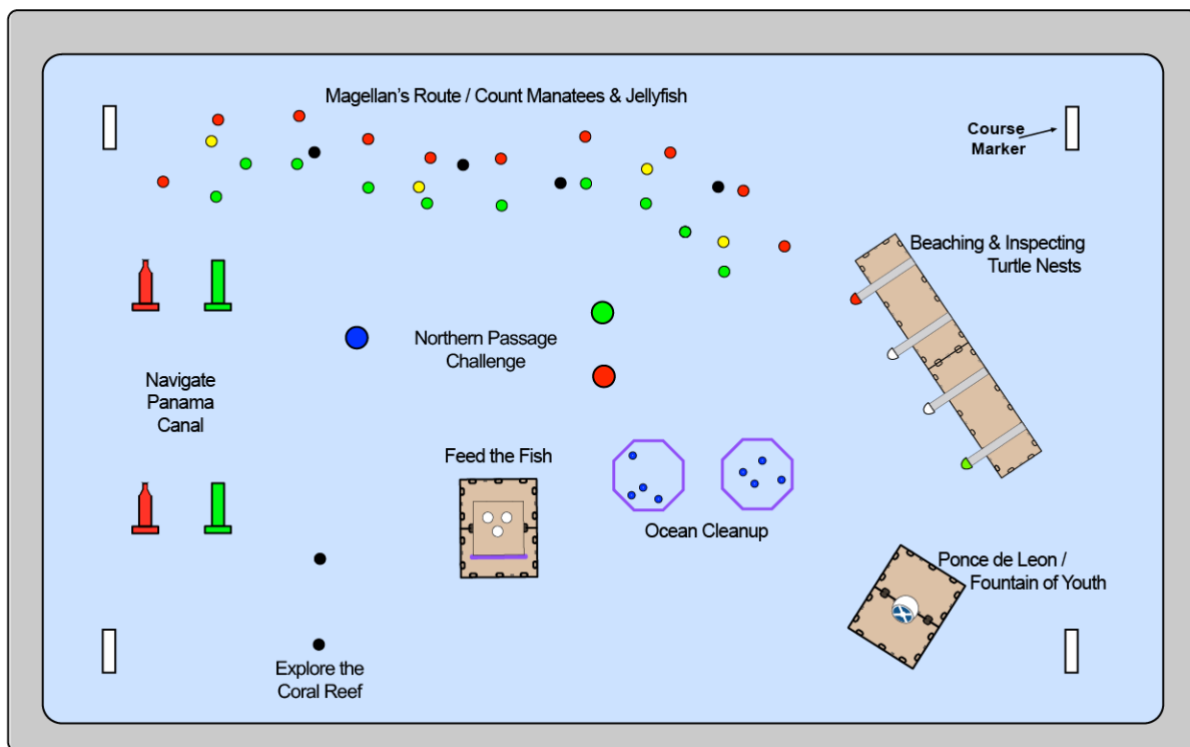 Magellan's Route / Count Manatees & Jellyfish
Course
Marker
Beaching & Inspecting
Turtle Nests
Northern Passage
Challenge
Navigate
Panama
Canal
Feed the Fish
Ocean Cleanup
Ponce de Leon /
Fountain of Youth
Explore the
Coral Reef